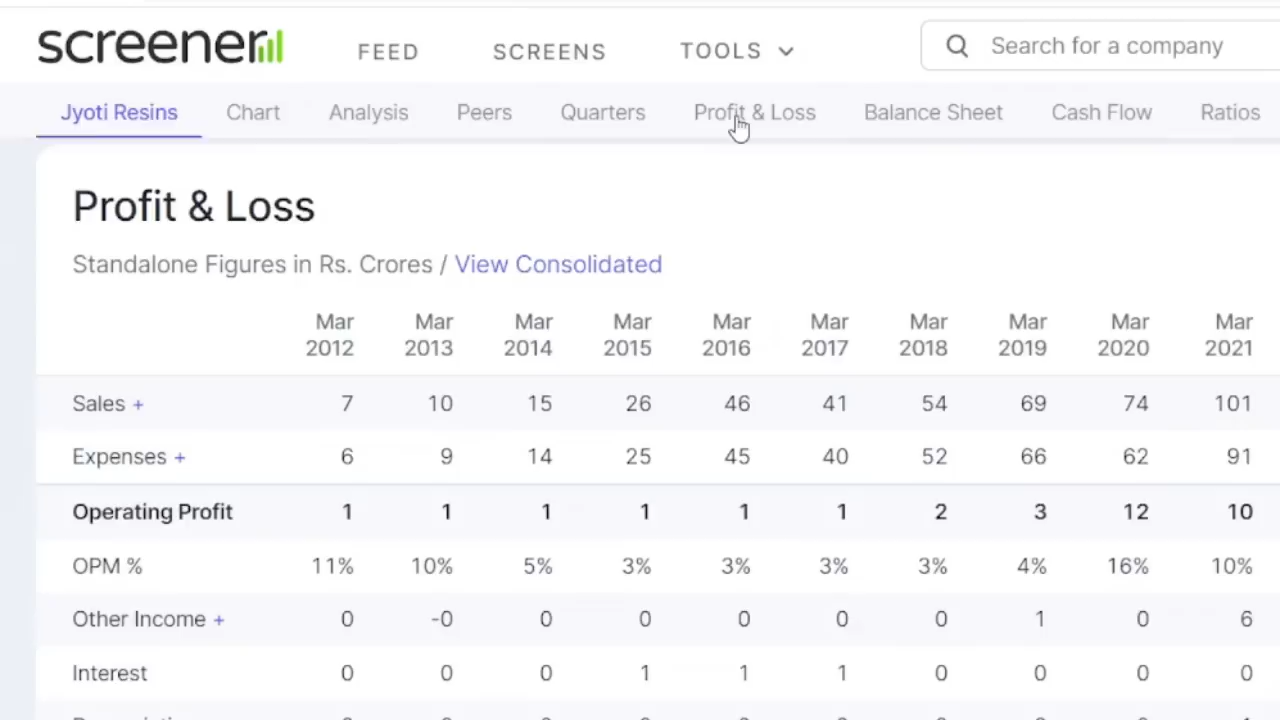 screener FEED SCREENS TOOLS Search for a company
Jyoti Resins Chart Analysis Peers Quarters Profit & Loss Balance Sheet Cash Flow Ratios
Profit & Loss
Standalone Figures in Rs. Crores / View Consolidated
Mar Mar Mar Mar Mar Mar Mar Mar Mar Mar
2012 2013 2014 2015 2016 2017 2018 2019 2020 2021
Sales + 7 10 15 26 46 41 54 69 74 101
Expenses + 6 9 14 25 45 40 52 66 62 91
Operating Profit 1 1 1 1 1 1 2 3 12 10
OPM % 11% 10% 5% 3% 3% 3% 3% 4% 16% 10%
Other Income + 0 -0 0 0 0 0 0 1 0 6
Interest 0 0 0 1 1 1 0 0 0 0